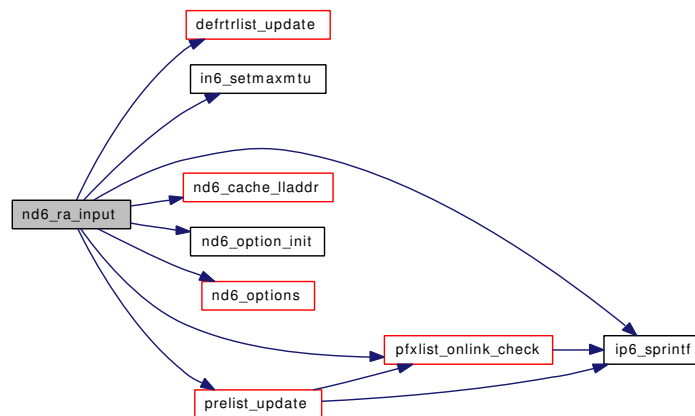 defrtrlist_update
in6_setmaxmtu
nd6_cache_lladdr
nd6_ra_input
nd6_option_init
nd6_options
pfxlist_onlink_check
ip6_sprintf
prelist_update